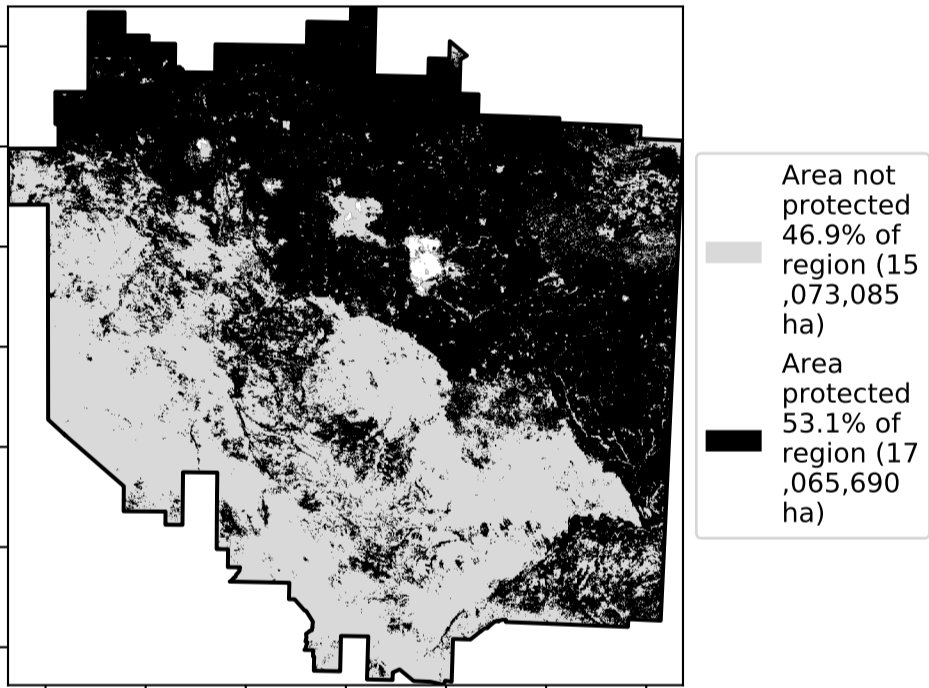 Area not
protected
46.9% of
region (15
,073,085
ha)
Area
protected
53.1% of
region (17
,065,690
ha)